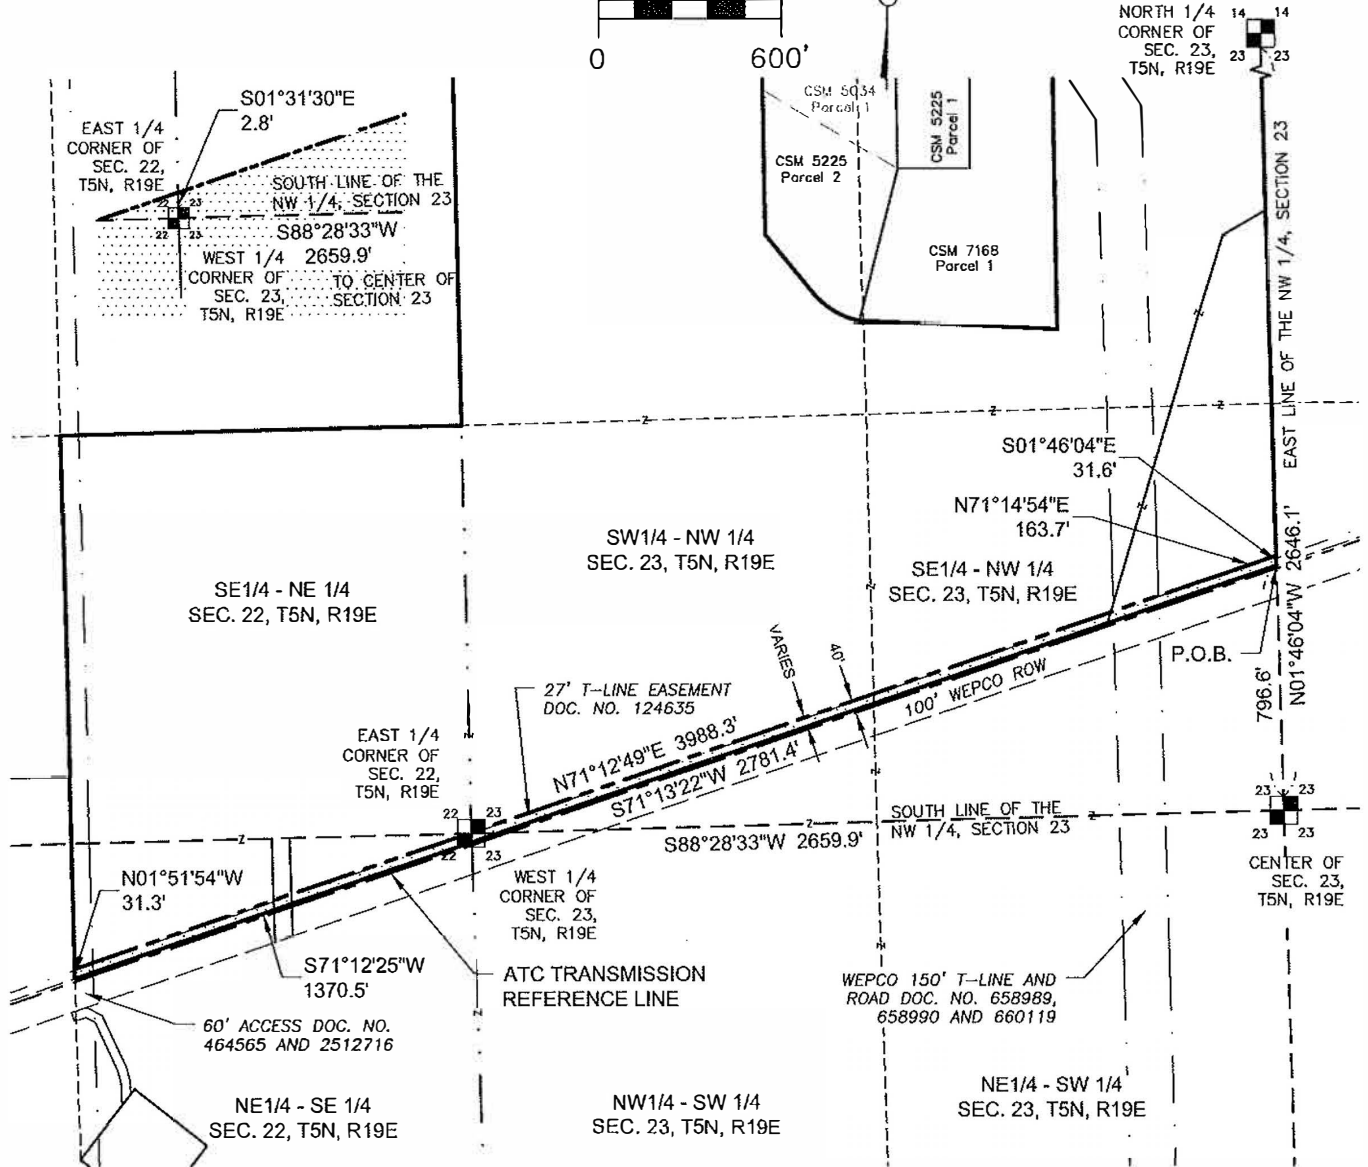 0 600'
NORTH 1/4
CORNER OF
SEC. 23,
T5N, R19E
14 14
23 23
S01°31'30"E
2.8'
EAST 1/4
CORNER OF
SEC. 22,
T5N, R19E
22 23
22 23
SOUTH LINE OF THE
NW 1/4, SECTION 23
S88°28'33"W
2659.9'
WEST 1/4
CORNER OF
SEC. 23,
T5N, R19E
TO CENTER OF
SECTION 23
CSM 5034
Parcel 1
CSM 5225
Parcel 1
CSM 5225
Parcel 2
CSM 7168
Parcel 1
EAST LINE OF THE NW 1/4, SECTION 23
N01°46'04"W 2646.1'
796.6'
S01°46'04"E
31.6'
N71°14'54"E
163.7'
SW1/4 - NW 1/4
SEC. 23, T5N, R19E
SE1/4 - NW 1/4
SEC. 23, T5N, R19E
SE1/4 - NE 1/4
SEC. 22, T5N, R19E
P.O.B.
VARIES
40'
100' WEPCO ROW
27' T-LINE EASEMENT
DOC. NO. 124635
N71°12'49"E 3988.3'
S71°13'22"W 2781.4'
EAST 1/4
CORNER OF
SEC. 22,
T5N, R19E
22 23
22 23
SOUTH LINE OF THE
NW 1/4, SECTION 23
S88°28'33"W 2659.9'
23 23
23 23
CENTER OF
SEC. 23,
T5N, R19E
WEST 1/4
CORNER OF
SEC. 23,
T5N, R19E
N01°51'54"W
31.3'
S71°12'25"W
1370.5'
ATC TRANSMISSION
REFERENCE LINE
WEPCO 150' T-LINE AND
ROAD DOC. NO. 658989,
658990 AND 660119
60' ACCESS DOC. NO.
464565 AND 2512716
NE1/4 - SE 1/4
SEC. 22, T5N, R19E
NW1/4 - SW 1/4
SEC. 23, T5N, R19E
NE1/4 - SW 1/4
SEC. 23, T5N, R19E